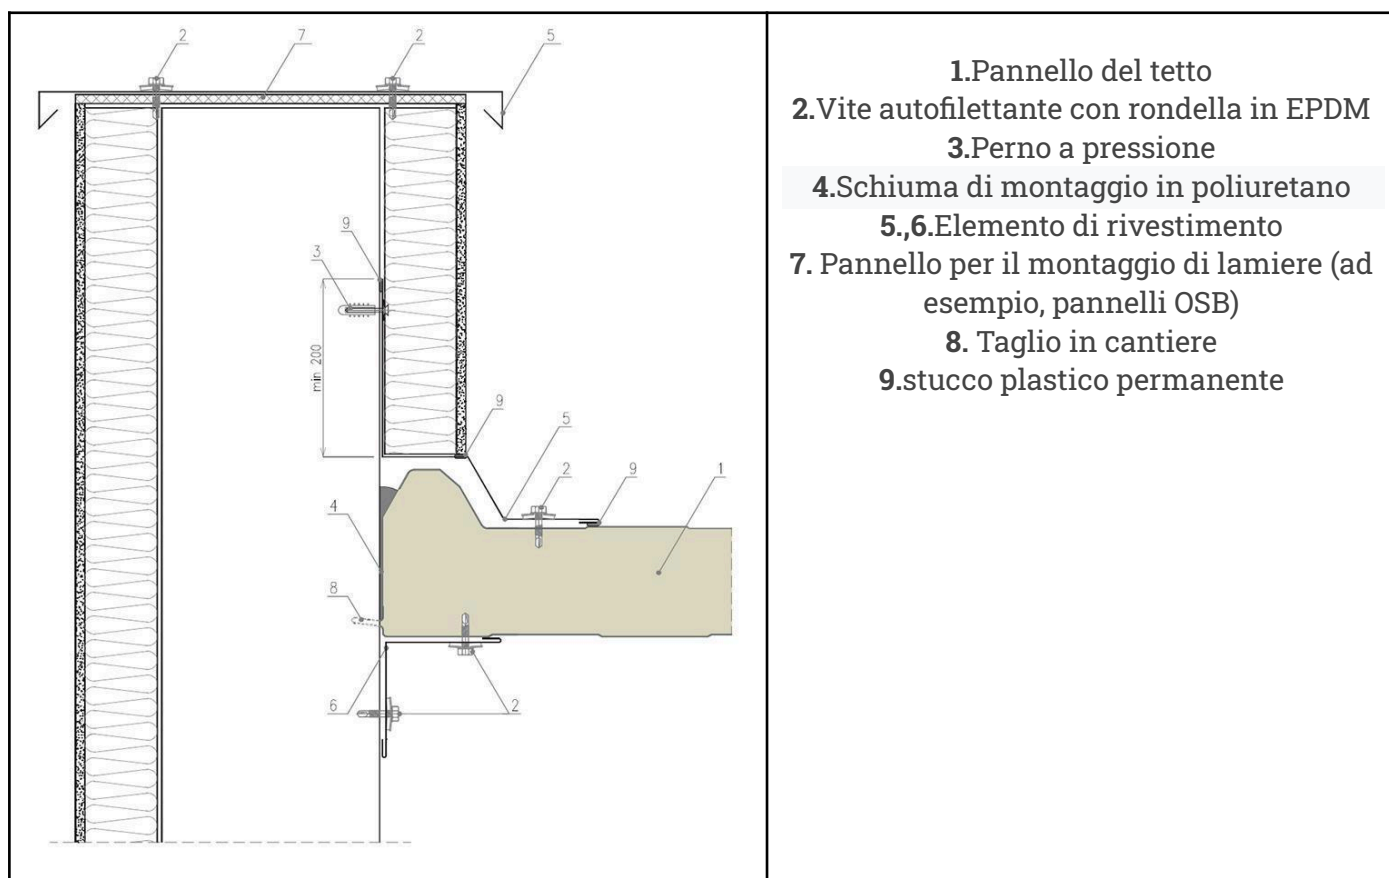 2
7
2
5
9
3
min 200
9
5
2
9
1
4
8
6
2
1.Pannello del tetto
2.Vite autofilettante con rondella in EPDM
3.Perno a pressione
4.Schiuma di montaggio in poliuretano
5.,6.Elemento di rivestimento
7. Pannello per il montaggio di lamiere (ad
esempio, pannelli OSB)
8. Taglio in cantiere
9.stucco plastico permanente